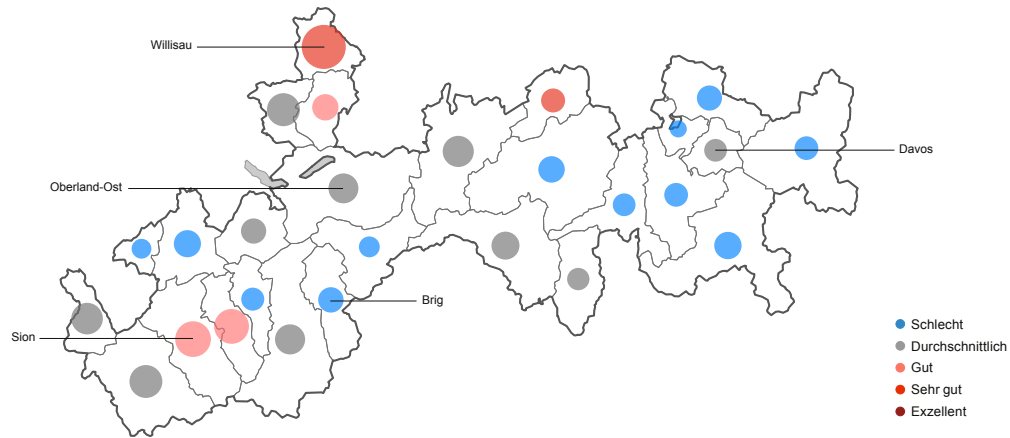 Willisau
Davos
Oberland-Ost
Brig
Sion
Schlecht
Durchschnittlich
Gut
Sehr gut
Exzellent